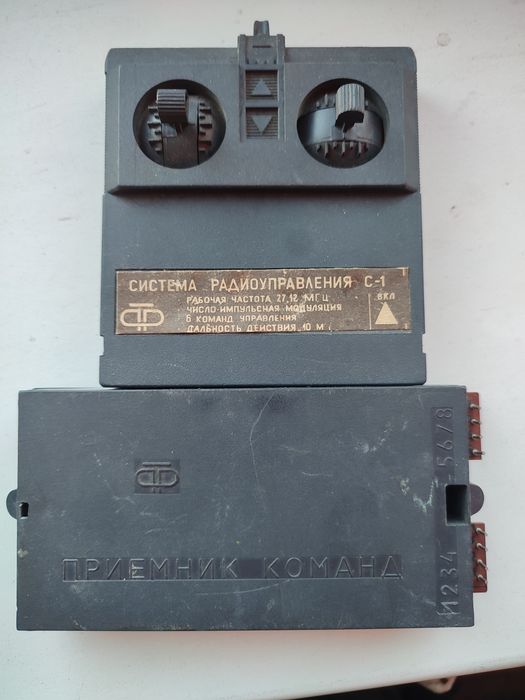 СИСТЕМА РАДИОУПРАВЛЕНИЯ С-1
РАБОЧАЯ ЧАСТОТА 27,12 МГЦ
ЧИСЛО-ИМПУЛЬСНАЯ МОДУЛЯЦИЯ
6 КОМАНД УПРАВЛЕНИЯ
ДАЛЬНОСТЬ ДЕЙСТВИЯ 10 М
ВКЛ
ПРИЕМНИК КОМАНД
5678
И234